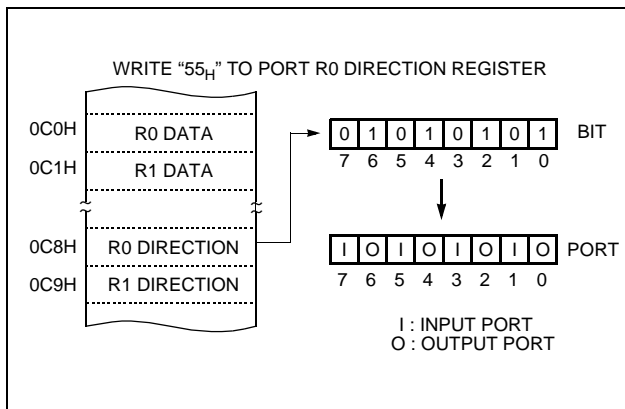 WRITE “55H” TO PORT R0 DIRECTION REGISTER
0C0H R0 DATA
0C1H R1 DATA
0C8H R0 DIRECTION
0C9H R1 DIRECTION
0 1 0 1 0 1 0 1 BIT
7 6 5 4 3 2 1 0
I O I O I O I O PORT
7 6 5 4 3 2 1 0
I : INPUT PORT
O : OUTPUT PORT